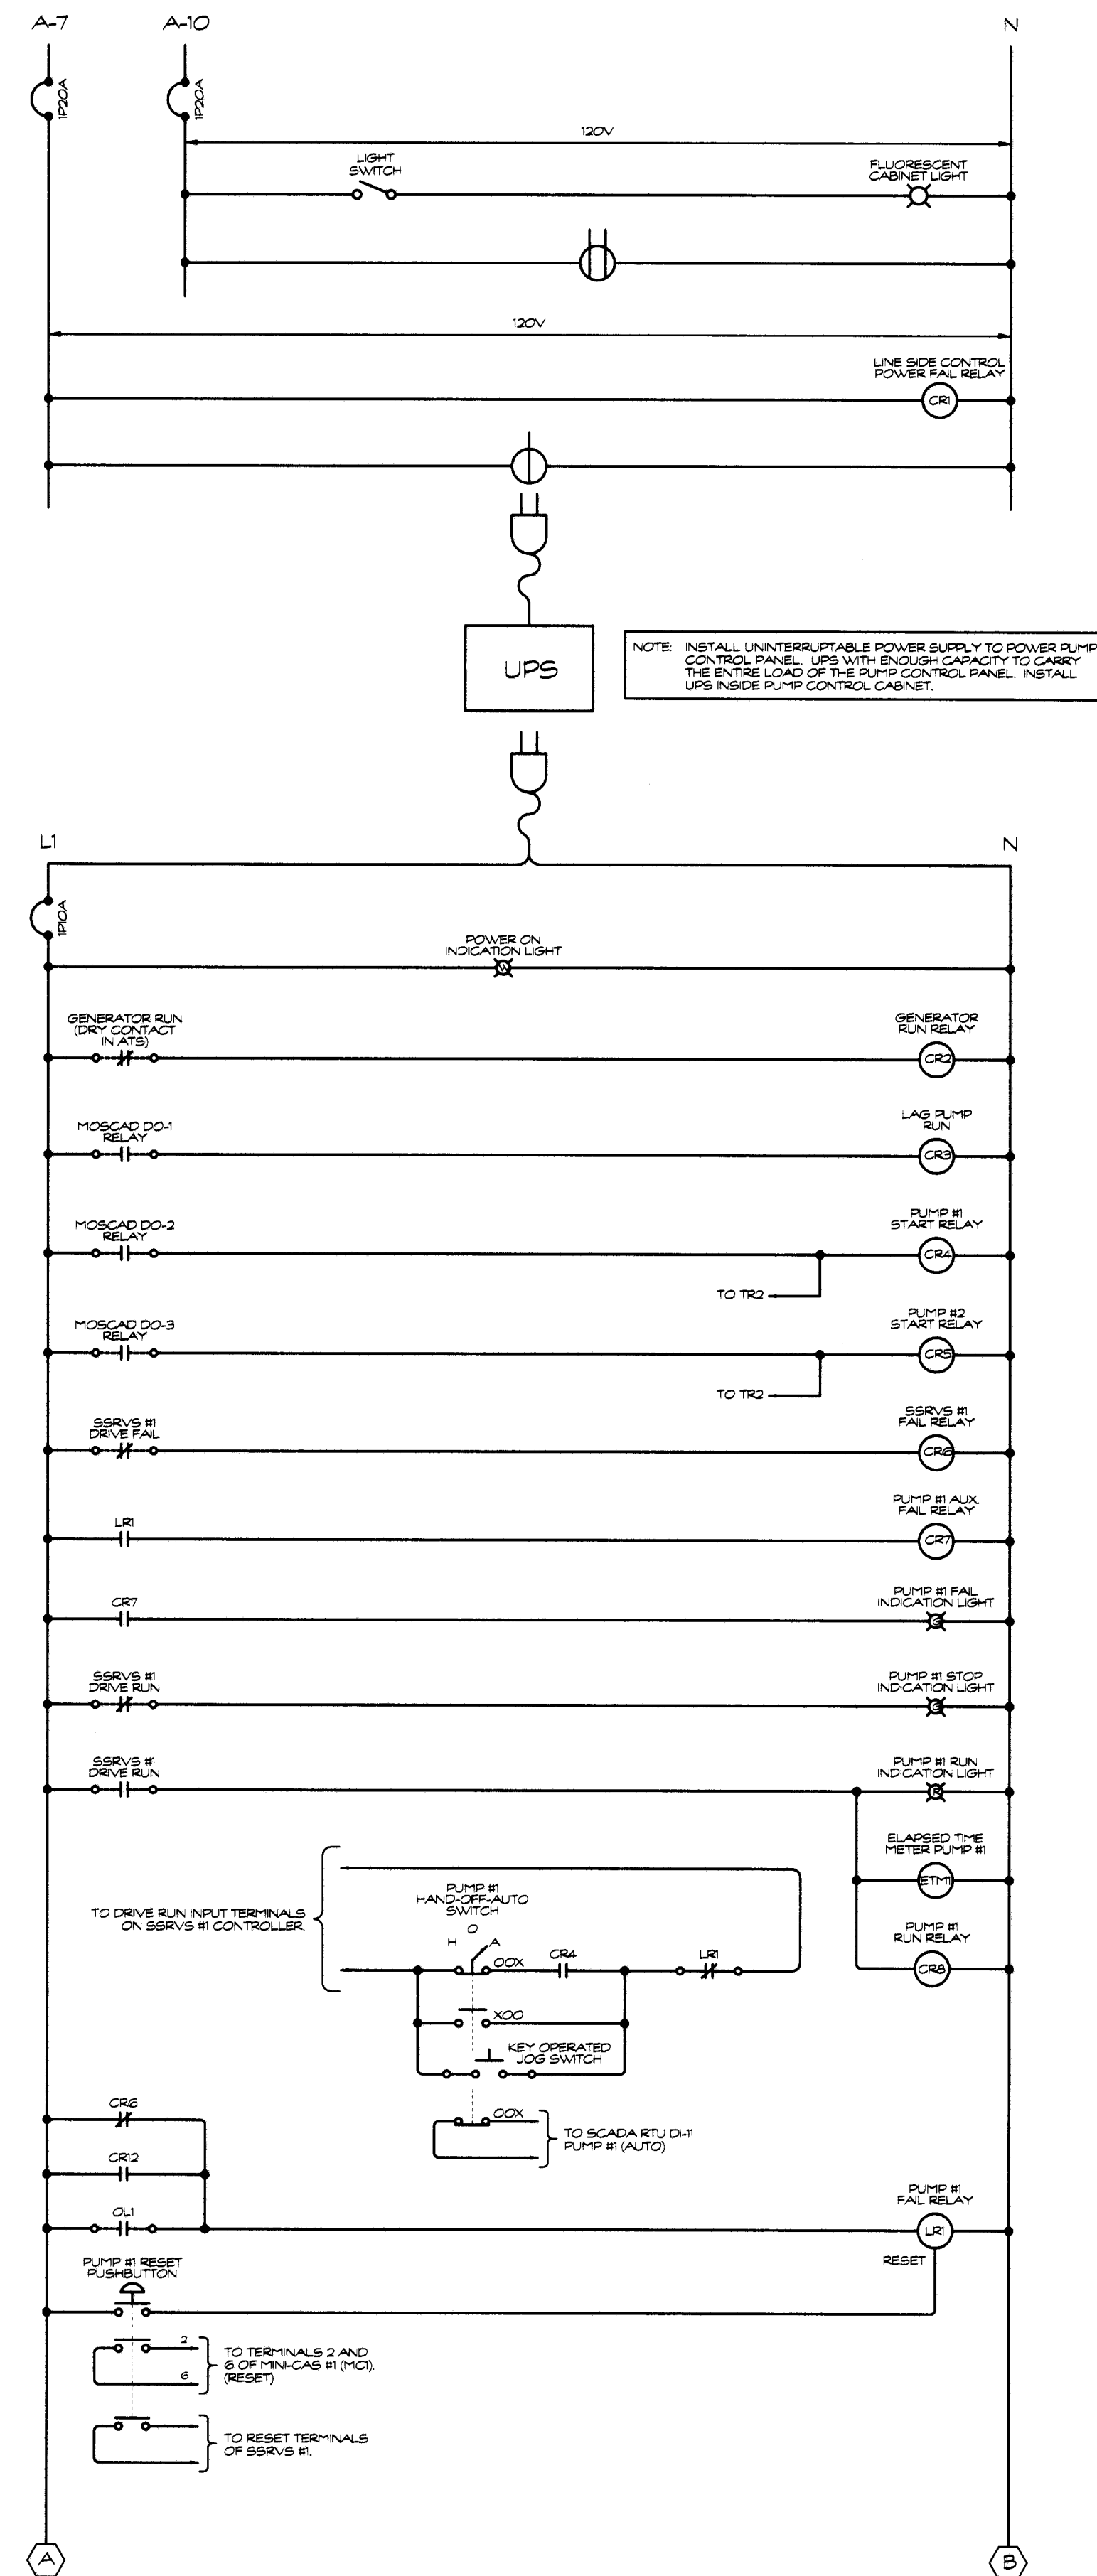 A-7
A-10
N
1P20A
1P20A
120V
LIGHT
SWITCH
FLUORESCENT
CABINET LIGHT
120V
LINE SIDE CONTROL
POWER FAIL RELAY
CR1
UPS
NOTE: INSTALL UNINTERRUPTABLE POWER SUPPLY TO POWER PUMP
CONTROL PANEL. UPS WITH ENOUGH CAPACITY TO CARRY
THE ENTIRE LOAD OF THE PUMP CONTROL PANEL. INSTALL
UPS INSIDE PUMP CONTROL CABINET.
L1
N
1P10A
POWER ON
INDICATION LIGHT
W
GENERATOR RUN
(DRY CONTACT
IN ATS)
GENERATOR
RUN RELAY
CR2
MOSCAD DO-1
RELAY
LAG PUMP
RUN
CR3
MOSCAD DO-2
RELAY
PUMP #1
START RELAY
CR4
TO TR2
MOSCAD DO-3
RELAY
PUMP #2
START RELAY
CR5
TO TR2
SSRVS #1
DRIVE FAIL
SSRVS #1
FAIL RELAY
CR6
LR1
PUMP #1 AUX.
FAIL RELAY
CR7
CR7
PUMP #1 FAIL
INDICATION LIGHT
SSRVS #1
DRIVE RUN
PUMP #1 STOP
INDICATION LIGHT
G
SSRVS #1
DRIVE RUN
PUMP #1 RUN
INDICATION LIGHT
R
ELAPSED TIME
METER PUMP #1
ETM1
PUMP #1
RUN RELAY
CR8
TO DRIVE RUN INPUT TERMINALS
ON SSRVS #1 CONTROLLER.
PUMP #1
HAND-OFF-AUTO
SWITCH
O
H
A
OOX
CR4
LR1
XOO
KEY OPERATED
JOG SWITCH
OOX
TO SCADA RTU DI-11
PUMP #1 (AUTO)
CR6
CR12
OL1
PUMP #1
FAIL RELAY
LR1
RESET
PUMP #1 RESET
PUSHBUTTON
2
6
TO TERMINALS 2 AND
6 OF MINI-CAS #1 (MC1).
(RESET)
TO RESET TERMINALS
OF SSRVS #1.
A
B